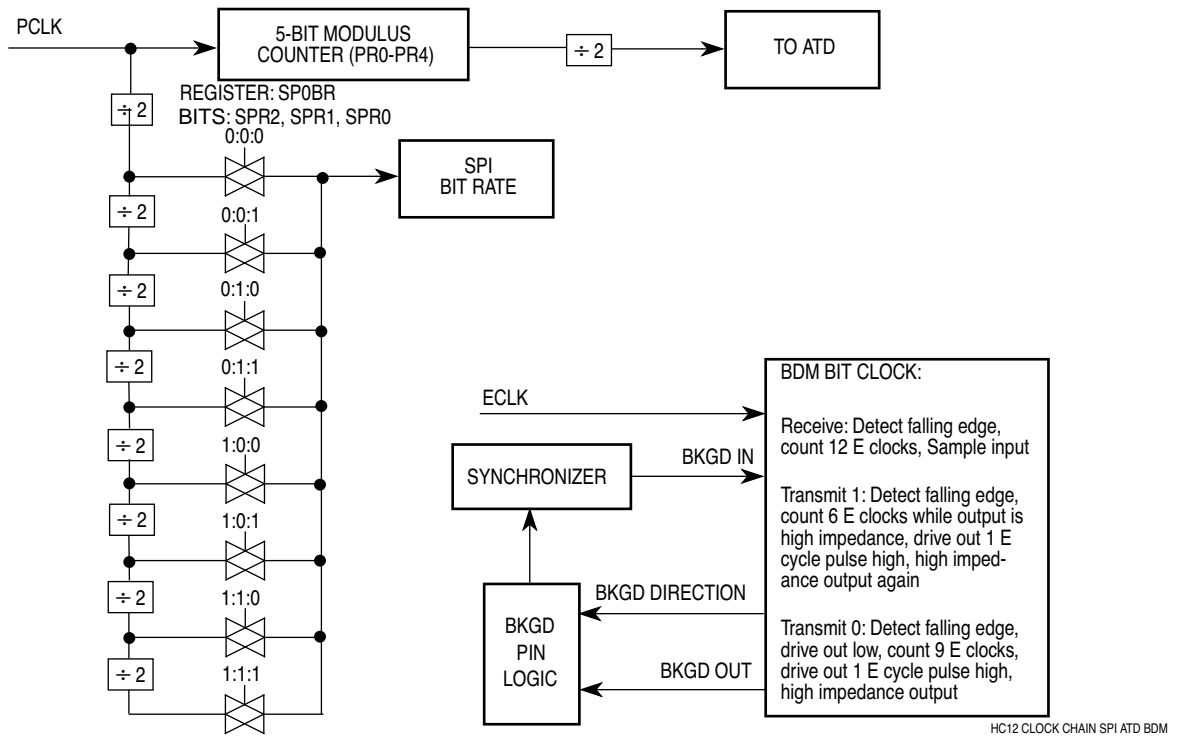 PCLK
5-BIT MODULUS
COUNTER (PR0-PR4)
÷ 2
TO ATD
÷ 2
REGISTER: SP0BR
BITS: SPR2, SPR1, SPR0
0:0:0
SPI
BIT RATE
÷ 2
0:0:1
÷ 2
0:1:0
÷ 2
0:1:1
÷ 2
1:0:0
÷ 2
1:0:1
÷ 2
1:1:0
÷ 2
1:1:1
ECLK
SYNCHRONIZER
BKGD IN
BKGD DIRECTION
BKGD
PIN
LOGIC
BKGD OUT
BDM BIT CLOCK:
Receive: Detect falling edge,
count 12 E clocks, Sample input
Transmit 1: Detect falling edge,
count 6 E clocks while output is
high impedance, drive out 1 E
cycle pulse high, high imped-
ance output again
Transmit 0: Detect falling edge,
drive out low, count 9 E clocks,
drive out 1 E cycle pulse high,
high impedance output
HC12 CLOCK CHAIN SPI ATD BDM